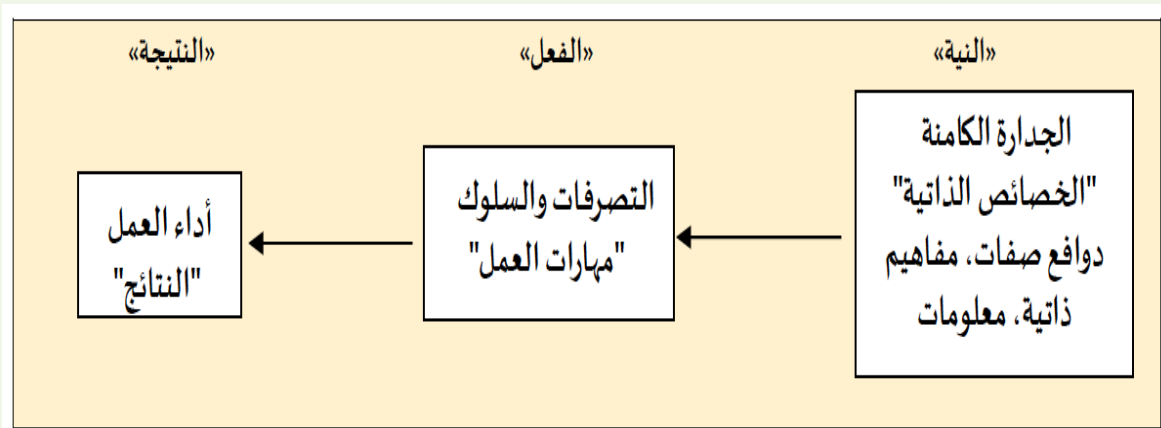 «النية»
«الفعل»
«النتيجة»
الجدارة الكامنة
"الخصائص الذاتية"
دوافع صفات، مفاهيم
ذاتية، معلومات
التصرفات والسلوك
"مهارات العمل"
أداء العمل
"النتائج"